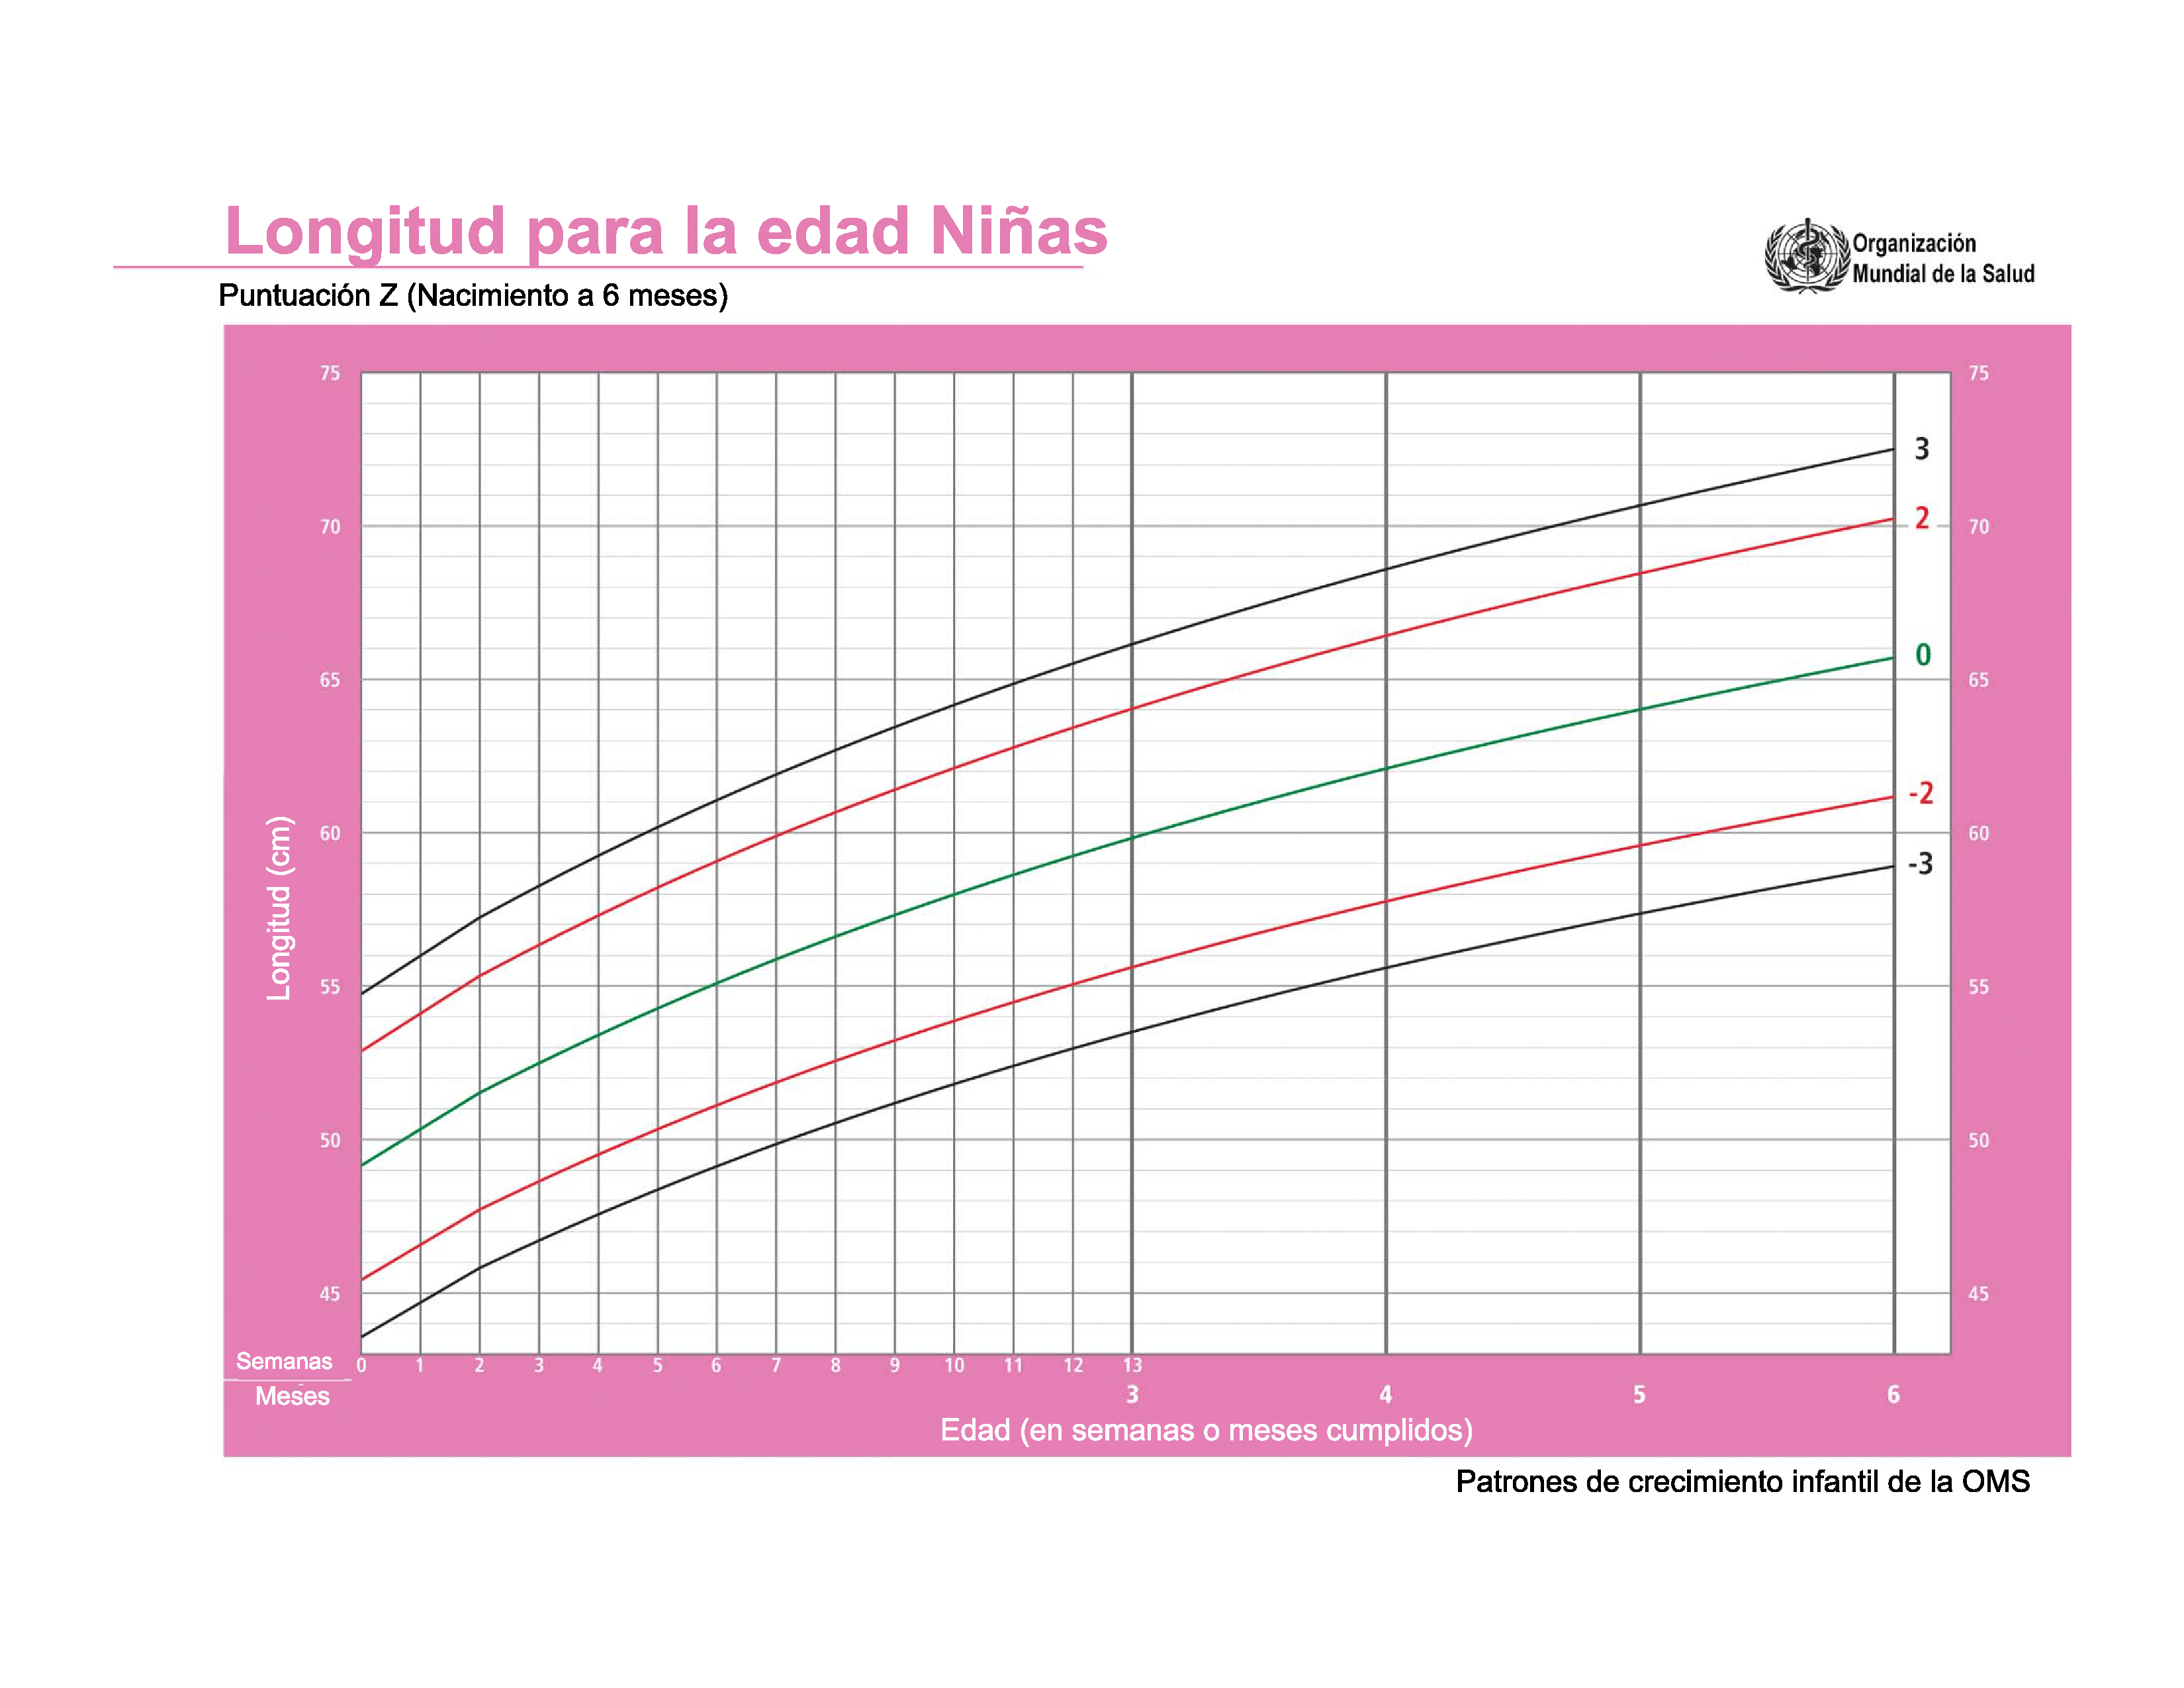 Longitud para la edad Niñas
Puntuación Z (Nacimiento a 6 meses)
Organización
Mundial de la Salud
75
75
3
2
70
70
0
65
65
-2
60
60
-3
Longitud (cm)
55
55
50
50
45
45
Semanas 0 1 2 3 4 5 6 7 8 9 10 11 12 13
Meses 3 4 5 6
Edad (en semanas o meses cumplidos)
Patrones de crecimiento infantil de la OMS